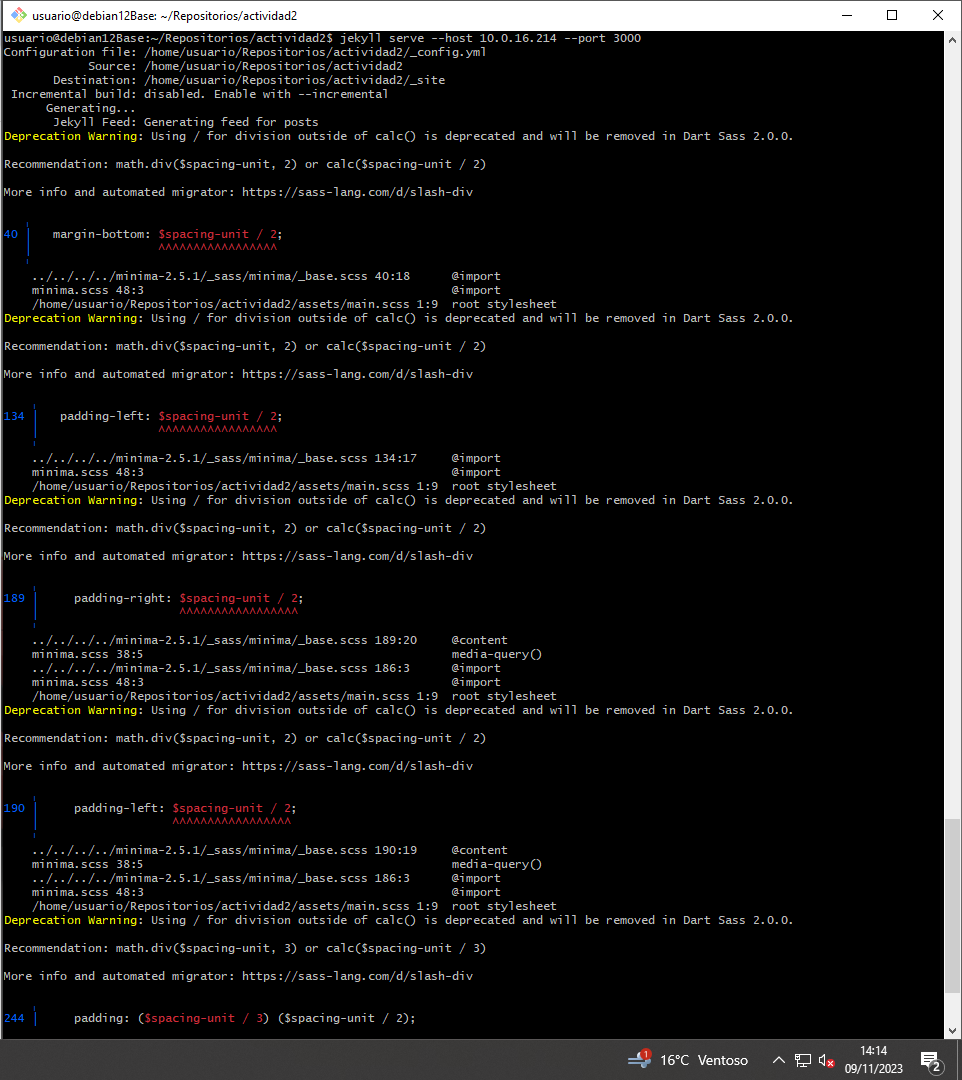 usuario@debian12Base: ~/Repositorios/actividad2
usuario@debian12Base:~/Repositorios/actividad2$ jekyll serve --host 10.0.16.214 --port 3000
Configuration file: /home/usuario/Repositorios/actividad2/_config.yml
Source: /home/usuario/Repositorios/actividad2
Destination: /home/usuario/Repositorios/actividad2/_site
Incremental build: disabled. Enable with --incremental
Generating...
Jekyll Feed: Generating feed for posts
Deprecation Warning: Using / for division outside of calc() is deprecated and will be removed in Dart Sass 2.0.0.
Recommendation: math.div($spacing-unit, 2) or calc($spacing-unit / 2)
More info and automated migrator: https://sass-lang.com/d/slash-div
40 │ margin-bottom: $spacing-unit / 2;
│ ^^^^^^^^^^^^^^^^^
../../../../minima-2.5.1/_sass/minima/_base.scss 40:18 @import
minima.scss 48:3 @import
/home/usuario/Repositorios/actividad2/assets/main.scss 1:9 root stylesheet
Deprecation Warning: Using / for division outside of calc() is deprecated and will be removed in Dart Sass 2.0.0.
Recommendation: math.div($spacing-unit, 2) or calc($spacing-unit / 2)
More info and automated migrator: https://sass-lang.com/d/slash-div
134 │ padding-left: $spacing-unit / 2;
│ ^^^^^^^^^^^^^^^^^
../../../../minima-2.5.1/_sass/minima/_base.scss 134:17 @import
minima.scss 48:3 @import
/home/usuario/Repositorios/actividad2/assets/main.scss 1:9 root stylesheet
Deprecation Warning: Using / for division outside of calc() is deprecated and will be removed in Dart Sass 2.0.0.
Recommendation: math.div($spacing-unit, 2) or calc($spacing-unit / 2)
More info and automated migrator: https://sass-lang.com/d/slash-div
189 │ padding-right: $spacing-unit / 2;
│ ^^^^^^^^^^^^^^^^^
../../../../minima-2.5.1/_sass/minima/_base.scss 189:20 @content
minima.scss 38:5 media-query()
../../../../minima-2.5.1/_sass/minima/_base.scss 186:3 @import
minima.scss 48:3 @import
/home/usuario/Repositorios/actividad2/assets/main.scss 1:9 root stylesheet
Deprecation Warning: Using / for division outside of calc() is deprecated and will be removed in Dart Sass 2.0.0.
Recommendation: math.div($spacing-unit, 2) or calc($spacing-unit / 2)
More info and automated migrator: https://sass-lang.com/d/slash-div
190 │ padding-left: $spacing-unit / 2;
│ ^^^^^^^^^^^^^^^^^
../../../../minima-2.5.1/_sass/minima/_base.scss 190:19 @content
minima.scss 38:5 media-query()
../../../../minima-2.5.1/_sass/minima/_base.scss 186:3 @import
minima.scss 48:3 @import
/home/usuario/Repositorios/actividad2/assets/main.scss 1:9 root stylesheet
Deprecation Warning: Using / for division outside of calc() is deprecated and will be removed in Dart Sass 2.0.0.
Recommendation: math.div($spacing-unit, 3) or calc($spacing-unit / 3)
More info and automated migrator: https://sass-lang.com/d/slash-div
244 │ padding: ($spacing-unit / 3) ($spacing-unit / 2);
1
16°C Ventoso
14:14
09/11/2023
2